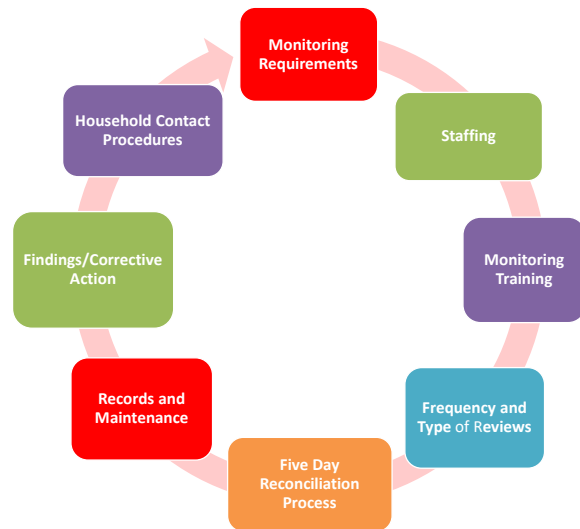 Monitoring
Requirements
Staffing
Monitoring
Training
Frequency and
Type of Reviews
Five Day
Reconciliation
Process
Records and
Maintenance
Findings/Corrective
Action
Household Contact
Procedures